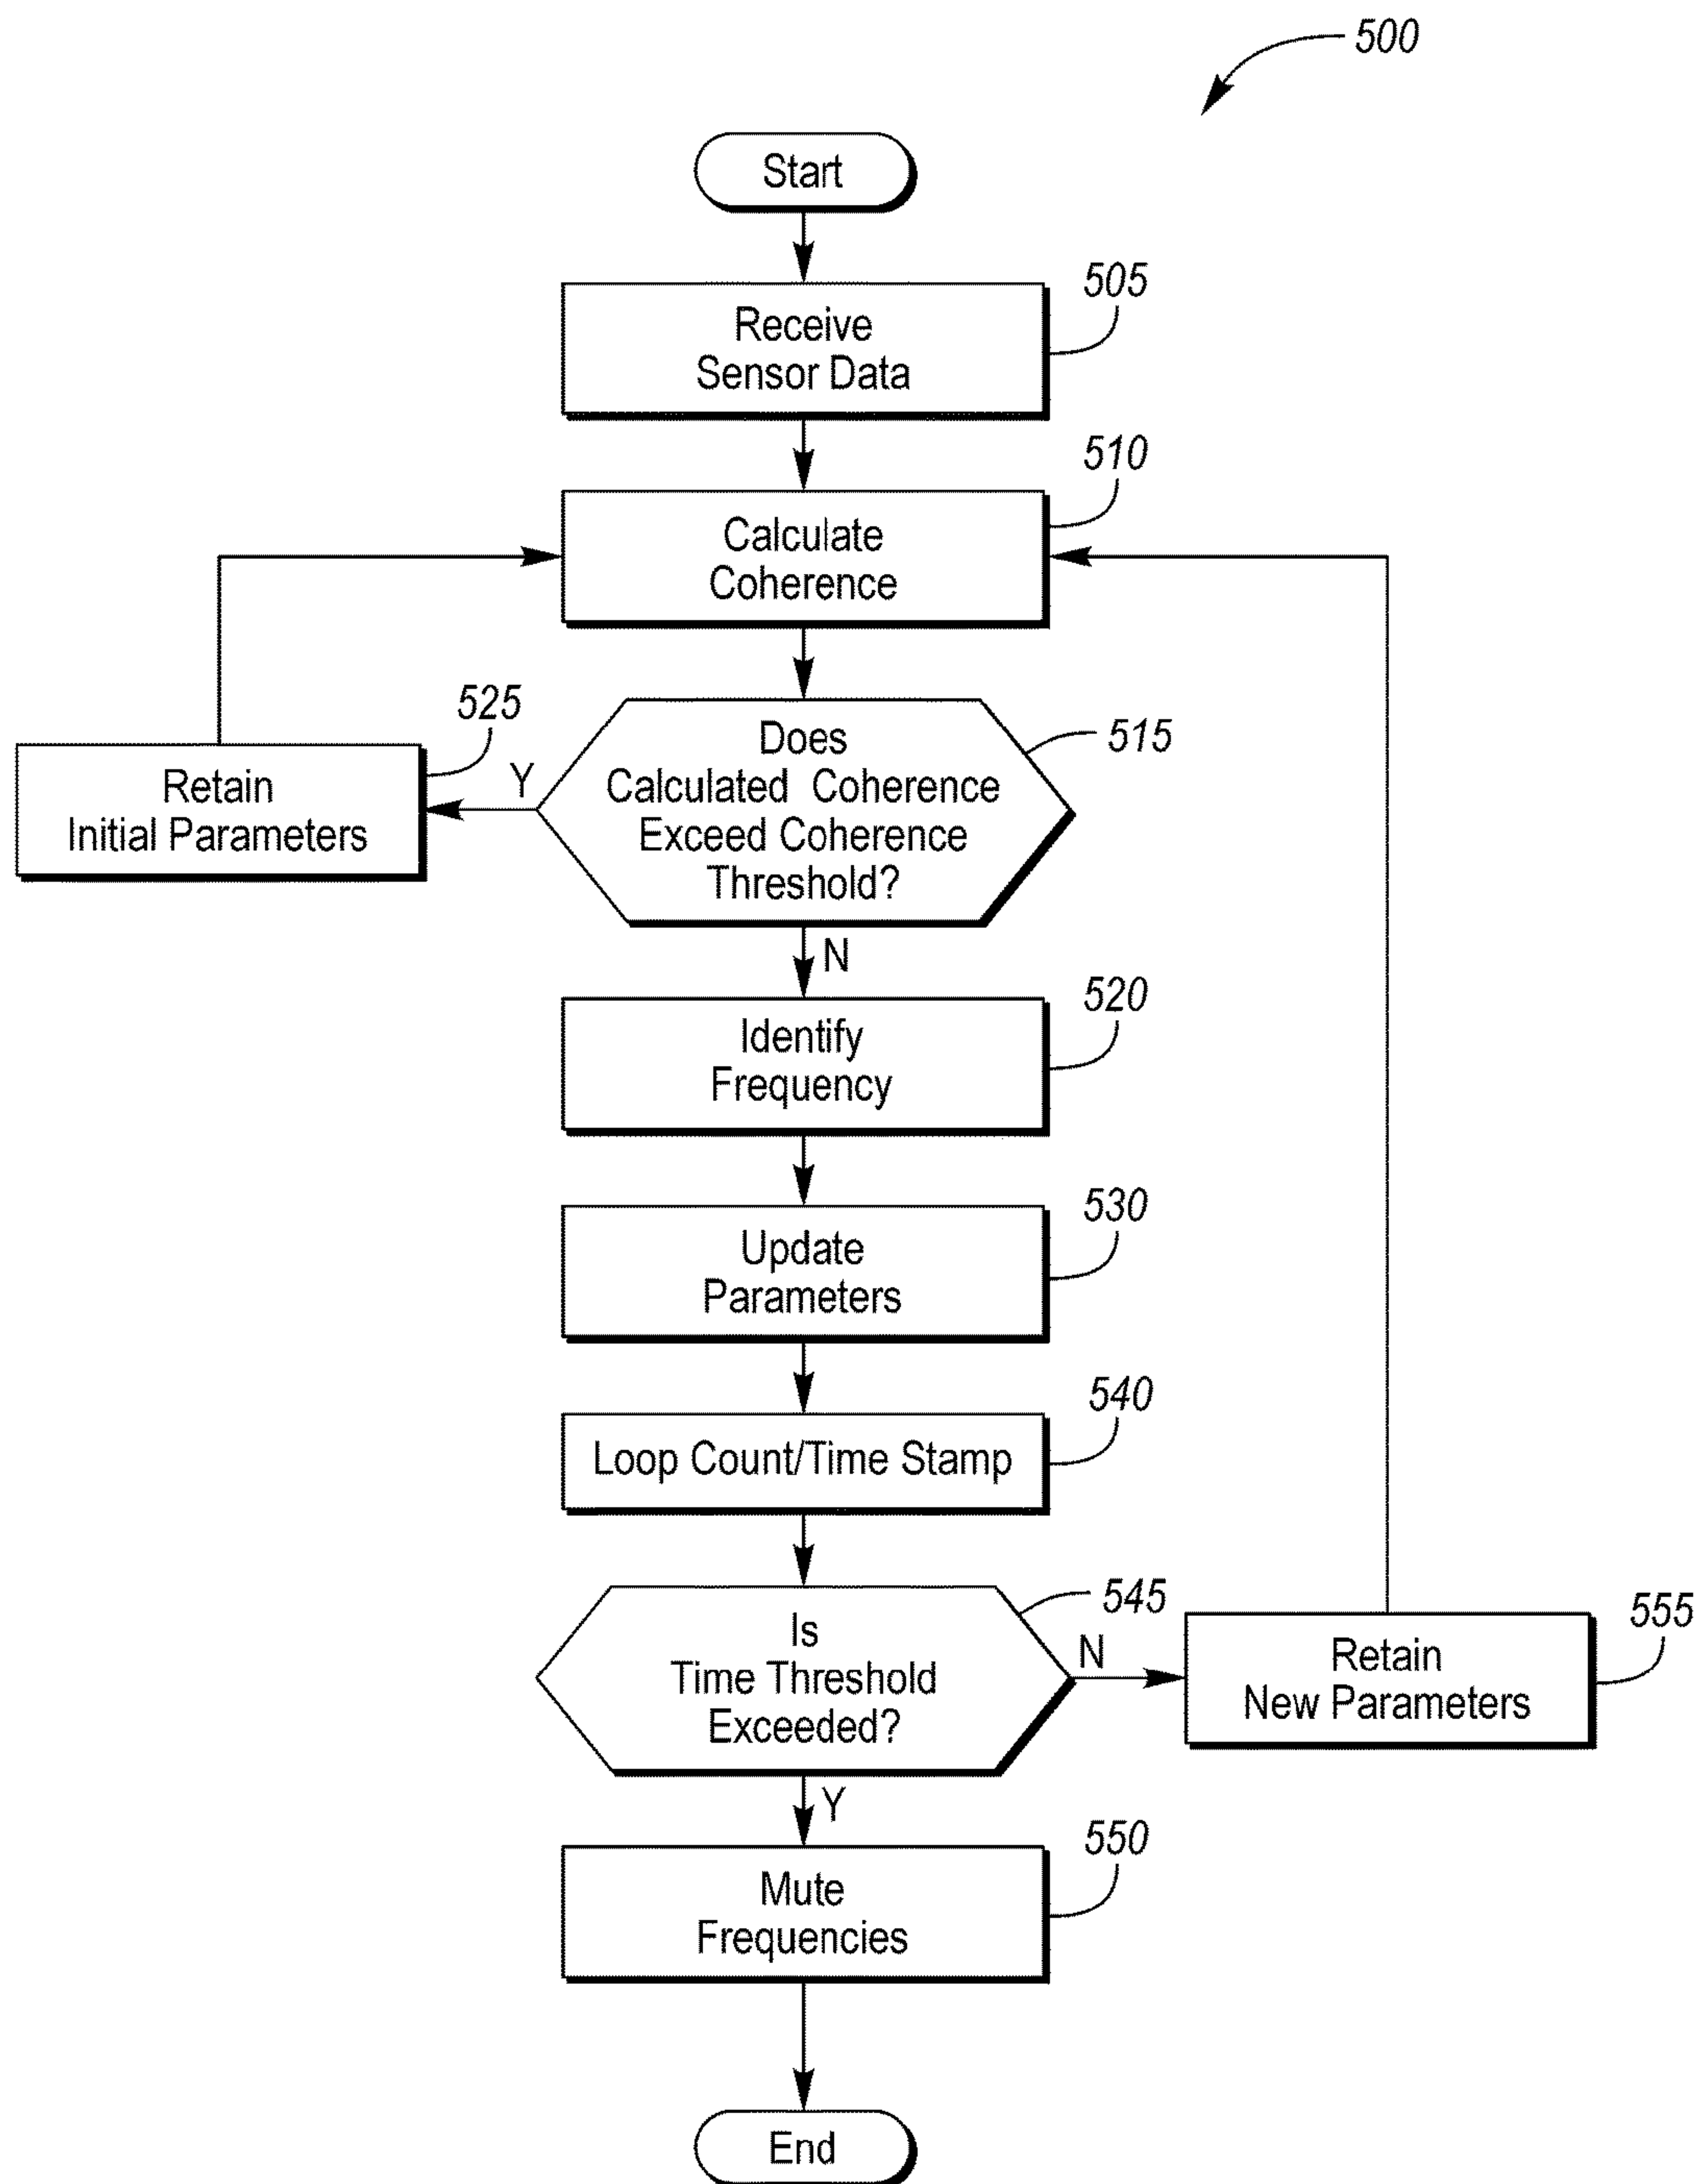 500
Start
505
Receive
Sensor Data
510
Calculate
Coherence
525
Retain
Initial Parameters
Y
515
Does
Calculated Coherence
Exceed Coherence
Threshold?
N
520
Identify
Frequency
530
Update
Parameters
540
Loop Count/Time Stamp
545
Is
Time Threshold
Exceeded?
N
555
Retain
New Parameters
Y
550
Mute
Frequencies
End